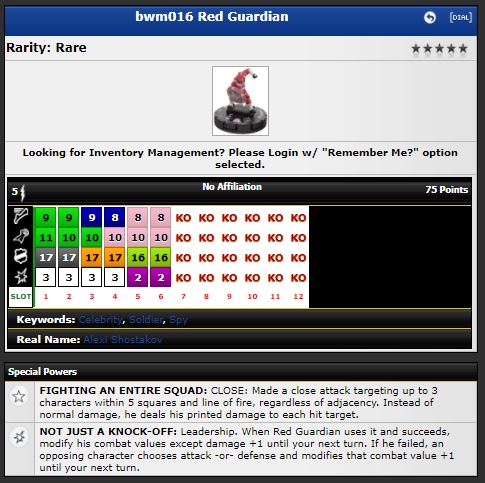 bwm016 Red Guardian
[DIAL]
Rarity: Rare
Looking for Inventory Management? Please Login w/ "Remember Me?" option
selected.
5
No Affiliation
75 Points
9 9 9 8 8 8 KO KO KO KO KO KO
11 10 10 10 10 10 KO KO KO KO KO KO
17 17 17 17 16 16 KO KO KO KO KO KO
3 3 3 3 2 2 KO KO KO KO KO KO
SLOT 1 2 3 4 5 6 7 8 9 10 11 12
Keywords: Celebrity, Soldier, Spy
Real Name: Alexi Shostakov
Special Powers
FIGHTING AN ENTIRE SQUAD: CLOSE: Made a close attack targeting up to 3
characters within 5 squares and line of fire, regardless of adjacency. Instead of
normal damage, he deals his printed damage to each hit target.
NOT JUST A KNOCK-OFF: Leadership. When Red Guardian uses it and succeeds,
modify his combat values except damage +1 until your next turn. If he failed, an
opposing character chooses attack -or- defense and modifies that combat value +1
until your next turn.